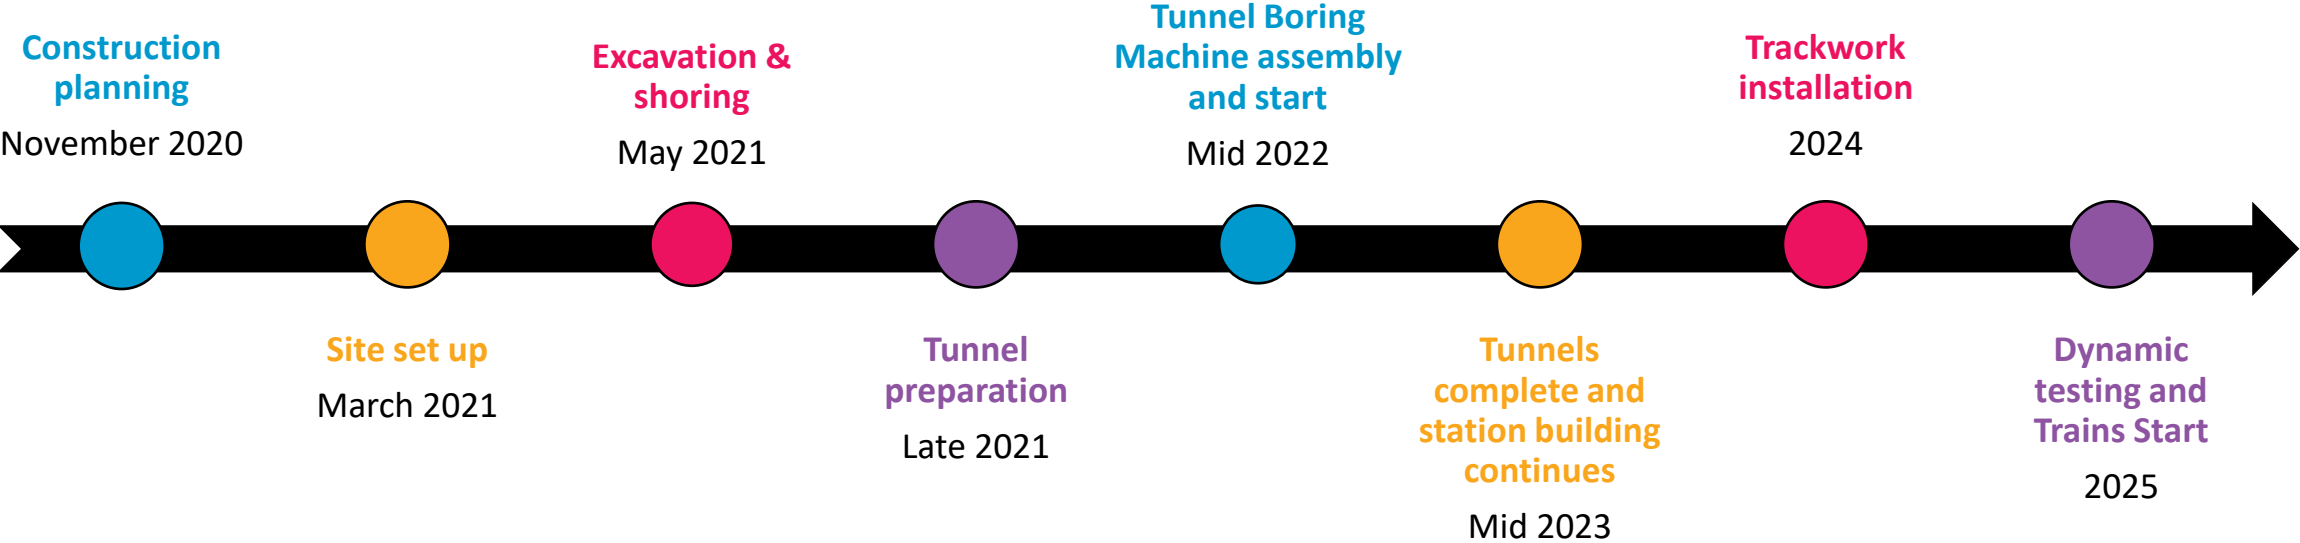 Construction
planning
November 2020
Site set up
March 2021
Excavation &
shoring
May 2021
Tunnel
preparation
Late 2021
Tunnel Boring
Machine assembly
and start
Mid 2022
Tunnels
complete and
station building
continues
Mid 2023
Trackwork
installation
2024
Dynamic
testing and
Trains Start
2025